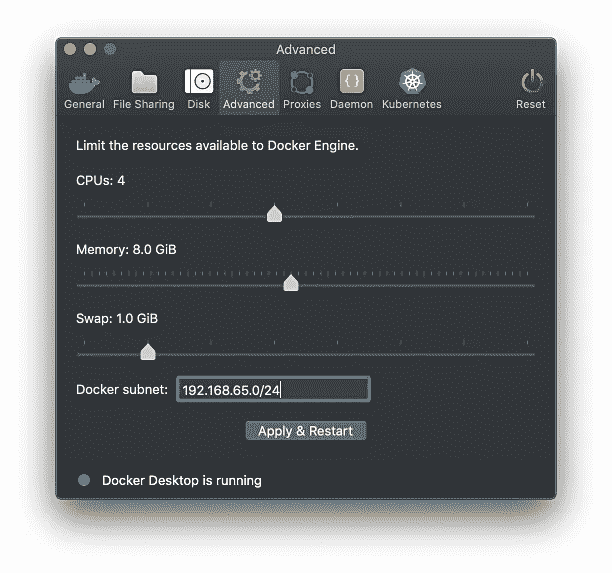 Advanced
General File Sharing Disk Advanced Proxies Daemon Kubernetes Reset
Limit the resources available to Docker Engine.
CPUs: 4
Memory: 8.0 GiB
Swap: 1.0 GiB
Docker subnet: 192.168.65.0/24
Apply & Restart
Docker Desktop is running